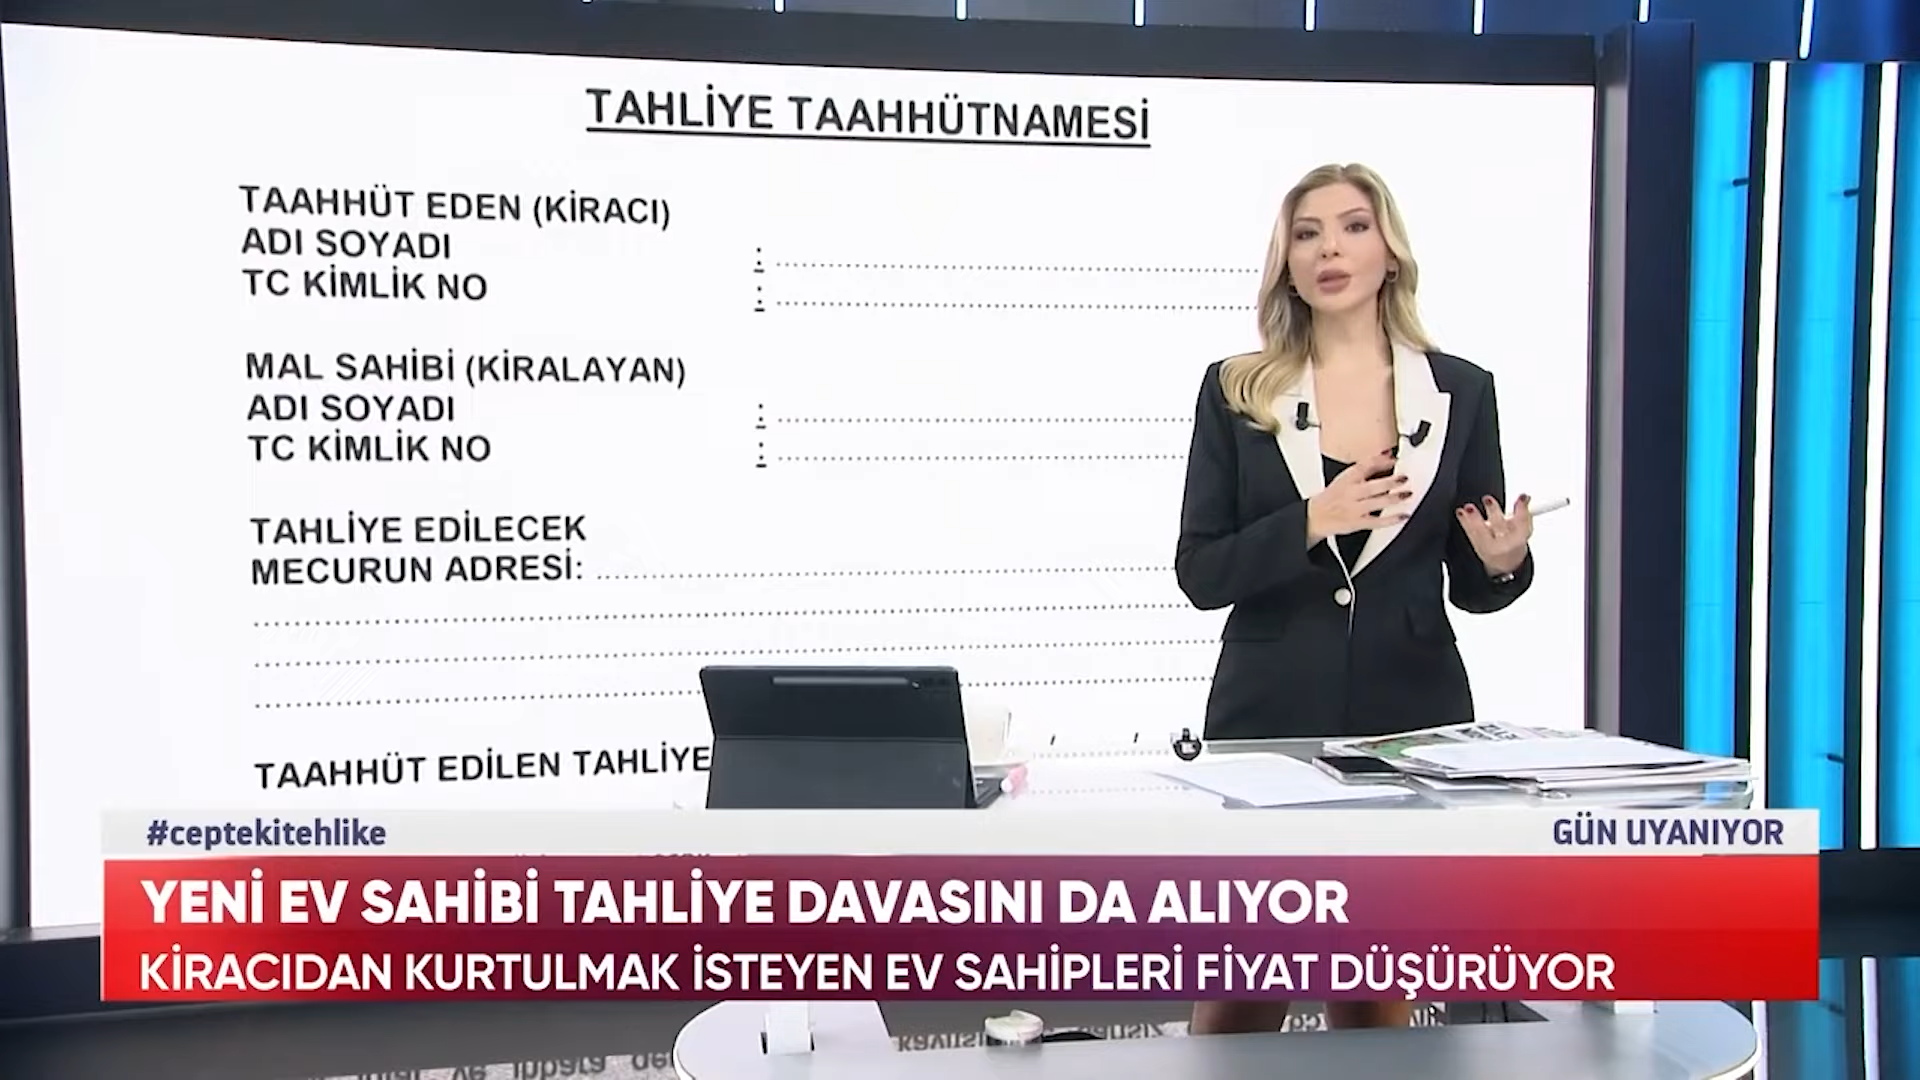 TAHLİYE TAAHHÜTNAMESİ
TAAHHÜT EDEN (KİRACI)
ADI SOYADI :
TC KİMLİK NO :
MAL SAHİBİ (KİRALAYAN)
ADI SOYADI :
TC KİMLİK NO :
TAHLİYE EDİLECEK
MECURUN ADRESİ:
TAAHHÜT EDİLEN TAHLİYE
#ceptekitehlike
GÜN UYANIYOR
YENİ EV SAHİBİ TAHLİYE DAVASINI DA ALIYOR
KİRACIDAN KURTULMAK İSTEYEN EV SAHİPLERİ FİYAT DÜŞÜRÜYOR